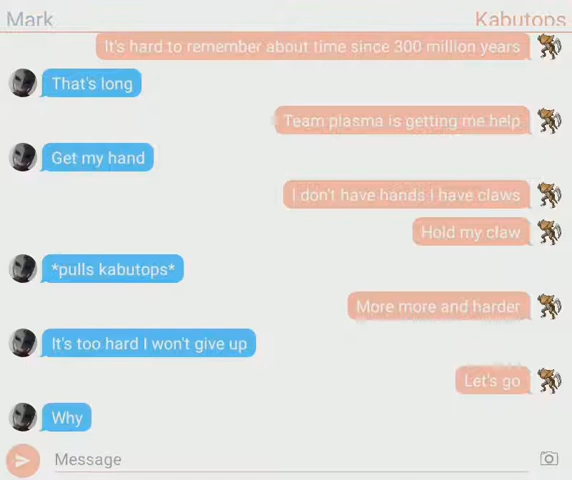 Mark
Kabutops
It's hard to remember about time since 300 million years
That's long
Team plasma is getting me help
Get my hand
I don't have hands I have claws
Hold my claw
*pulls kabutops*
More more and harder
It's too hard I won't give up
Let's go
Why
Message